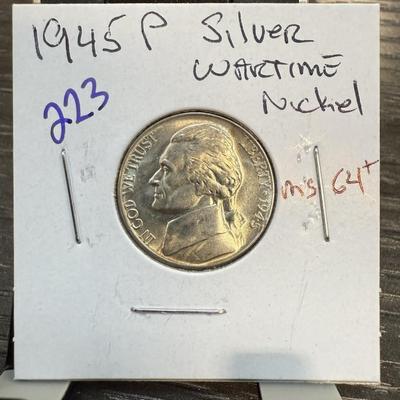 1945 P Silver
WARTIME
Nickel
223
MS 64+
IN GOD WE TRUST
LIBERTY 1945